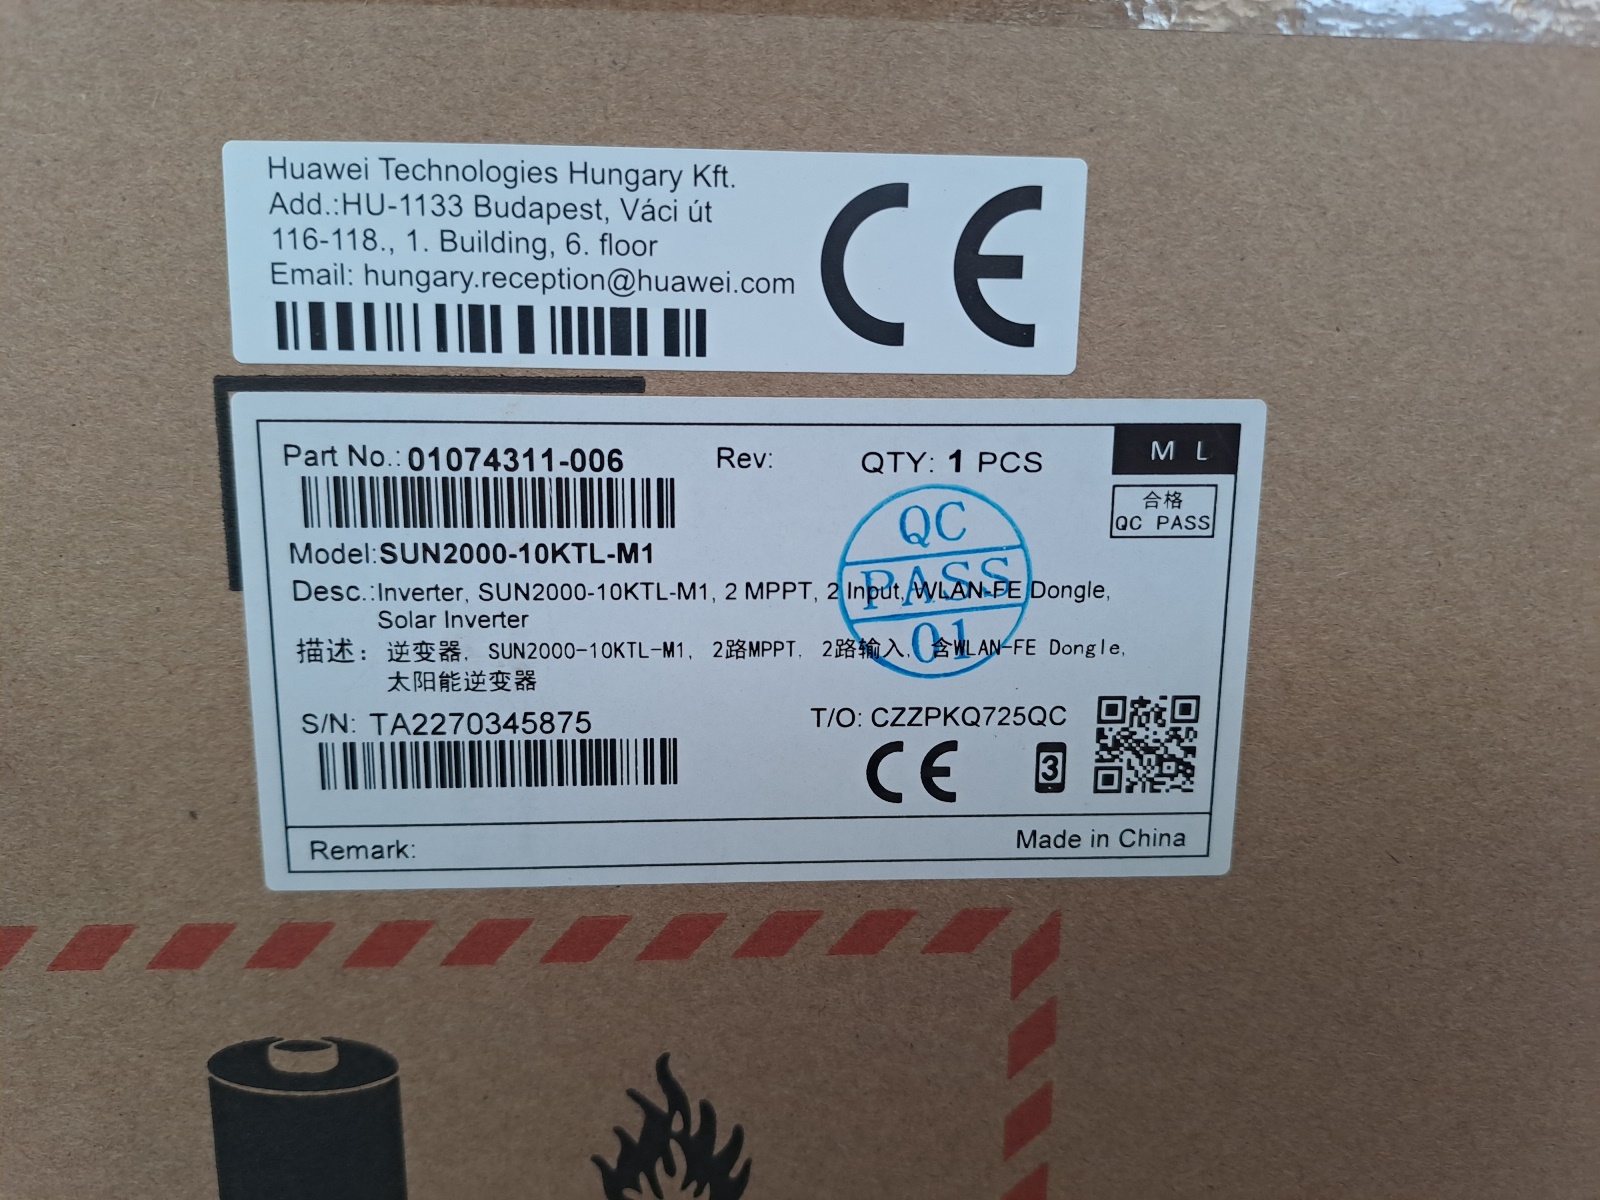 Huawei Technologies Hungary Kft.
Add.:HU-1133 Budapest, Váci út
116-118., 1. Building, 6. floor
Email: hungary.reception@huawei.com
CE
Part No.: 01074311-006
Rev:
QTY: 1 PCS
M L
合格
QC PASS
QC
PASS
01
Model:SUN2000-10KTL-M1
Desc.:Inverter, SUN2000-10KTL-M1, 2 MPPT, 2 Input, WLAN-FE Dongle,
Solar Inverter
描述：逆变器, SUN2000-10KTL-M1, 2路MPPT, 2路输入, 含WLAN-FE Dongle,
太阳能逆变器
S/N: TA2270345875
T/O: CZZPKQ725QC
CE
3
Remark:
Made in China